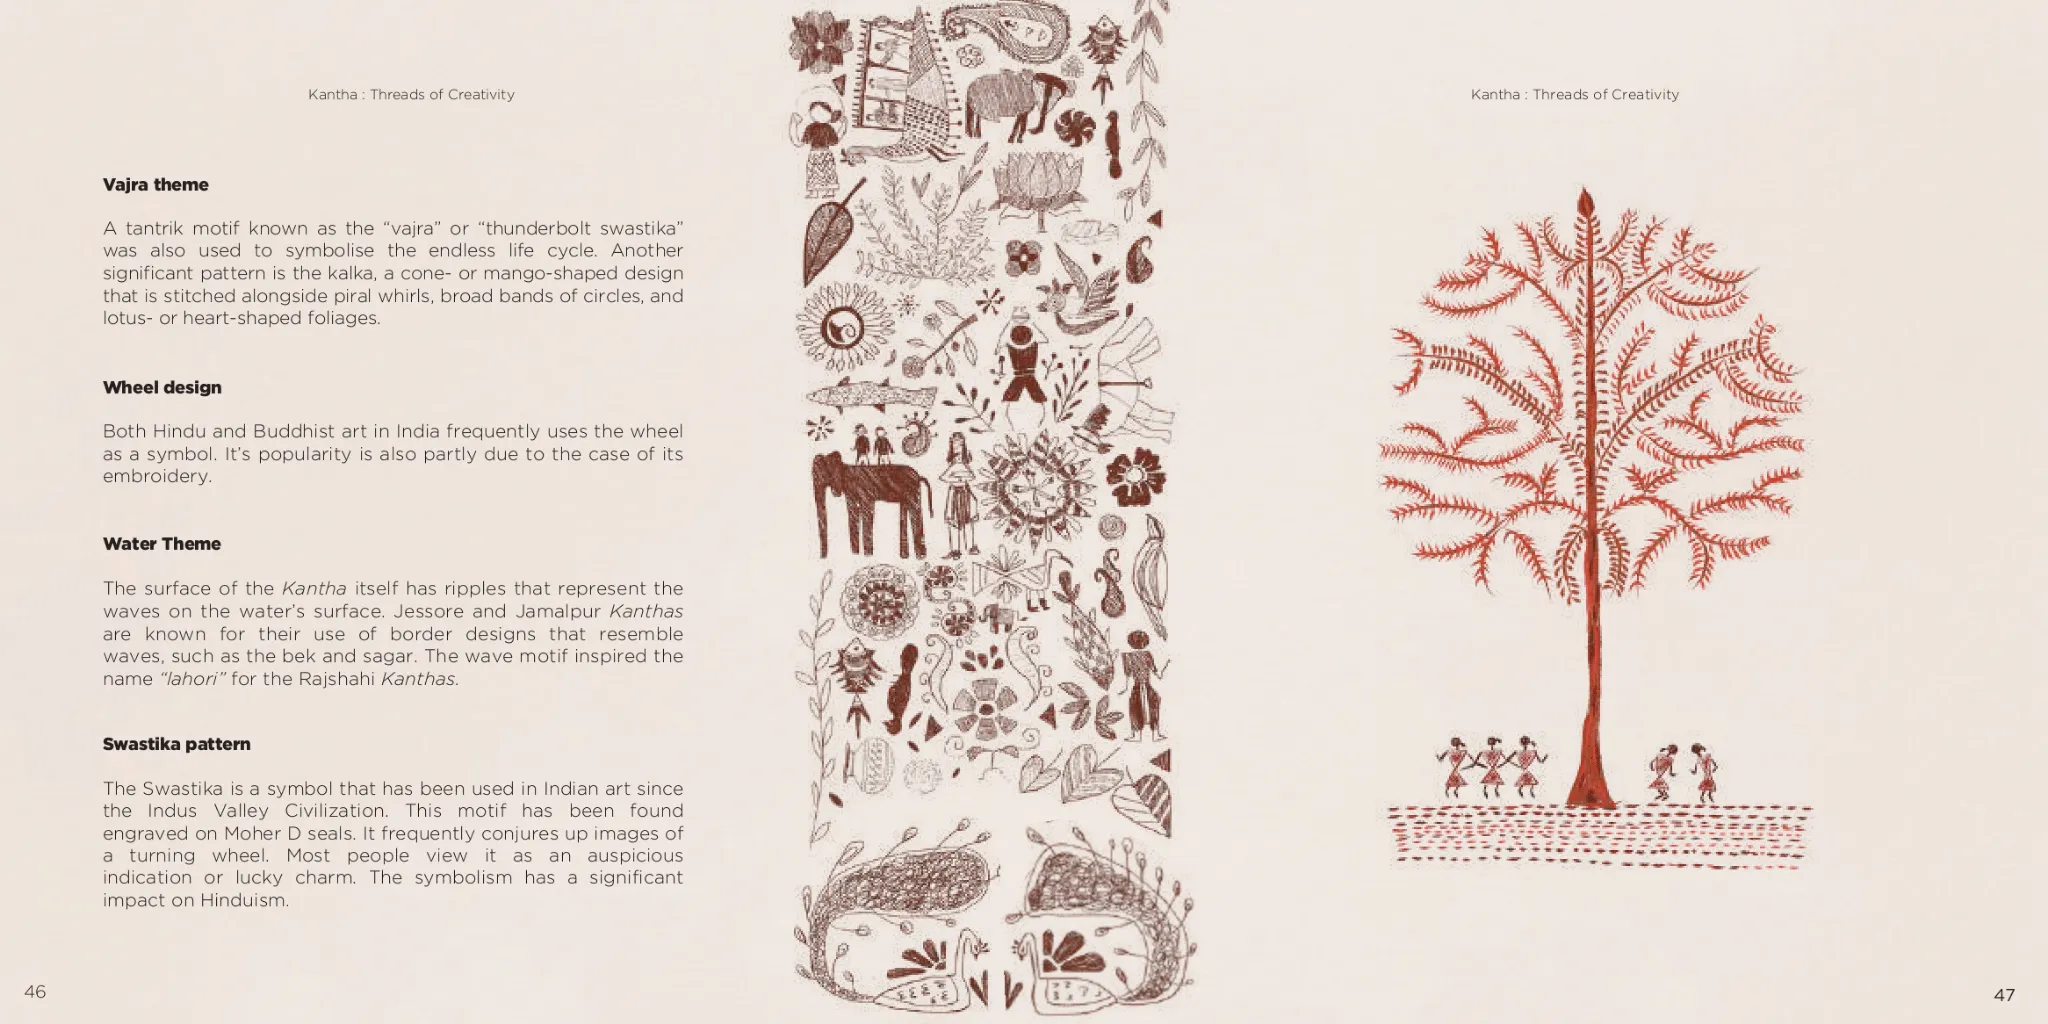 Kantha : Threads of Creativity
Vajra theme
A tantrik motif known as the “vajra” or “thunderbolt swastika”
was also used to symbolise the endless life cycle. Another
significant pattern is the kalka, a cone- or mango-shaped design
that is stitched alongside piral whirls, broad bands of circles, and
lotus- or heart-shaped foliages.
Wheel design
Both Hindu and Buddhist art in India frequently uses the wheel
as a symbol. It’s popularity is also partly due to the case of its
embroidery.
Water Theme
The surface of the Kantha itself has ripples that represent the
waves on the water’s surface. Jessore and Jamalpur Kanthas
are known for their use of border designs that resemble
waves, such as the bek and sagar. The wave motif inspired the
name “lahori” for the Rajshahi Kanthas.
Swastika pattern
The Swastika is a symbol that has been used in Indian art since
the Indus Valley Civilization. This motif has been found
engraved on Moher D seals. It frequently conjures up images of
a turning wheel. Most people view it as an auspicious
indication or lucky charm. The symbolism has a significant
impact on Hinduism.
46
Kantha : Threads of Creativity
47